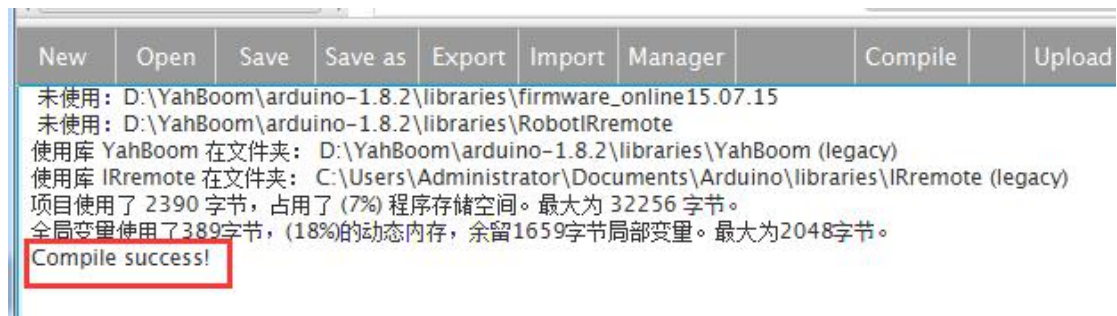 New Open Save Save as Export Import Manager Compile Upload
未使用: D:\YahBoom\arduino-1.8.2\libraries\firmware_online15.07.15
未使用: D:\YahBoom\arduino-1.8.2\libraries\RobotIRremote
使用库 YahBoom 在文件夹: D:\YahBoom\arduino-1.8.2\libraries\YahBoom (legacy)
使用库 IRremote 在文件夹: C:\Users\Administrator\Documents\Arduino\libraries\IRremote (legacy)
项目使用了 2390 字节，占用了 (7%) 程序存储空间。最大为 32256 字节。
全局变量使用了389字节，(18%)的动态内存，余留1659字节局部变量。最大为2048字节。
Compile success!